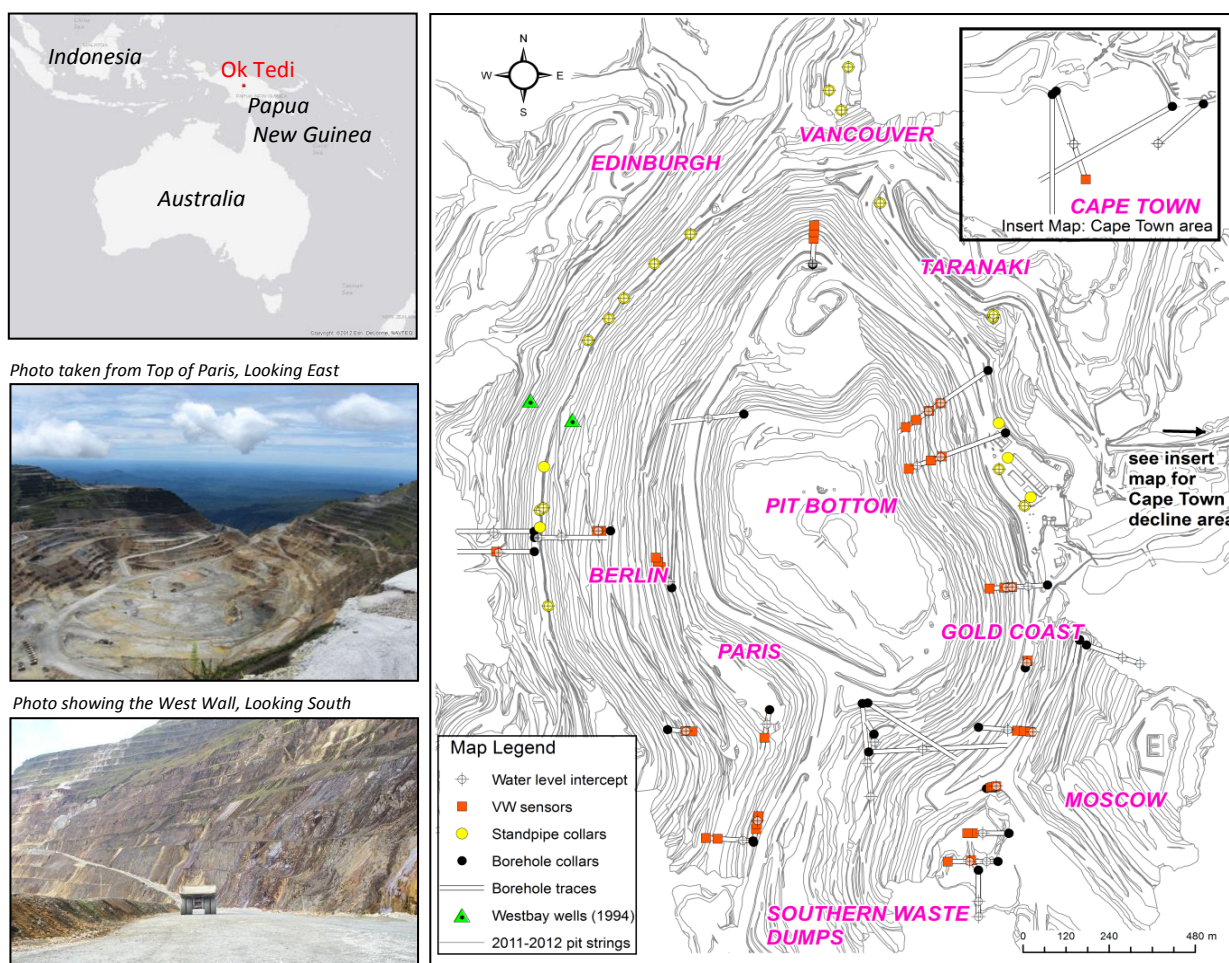 Indonesia
Ok Tedi
Papua
New Guinea
Australia
Photo taken from Top of Paris, Looking East
Photo showing the West Wall, Looking South
N
W E
S
VANCOUVER
EDINBURGH
TARANAKI
CAPE TOWN
Insert Map: Cape Town area
see insert
map for
Cape Town
decline area
PIT BOTTOM
BERLIN
PARIS
GOLD COAST
MOSCOW
SOUTHERN WASTE
DUMPS
Map Legend
Water level intercept
VW sensors
Standpipe collars
Borehole collars
Borehole traces
Westbay wells (1994)
2011-2012 pit strings
0 120 240 480 m